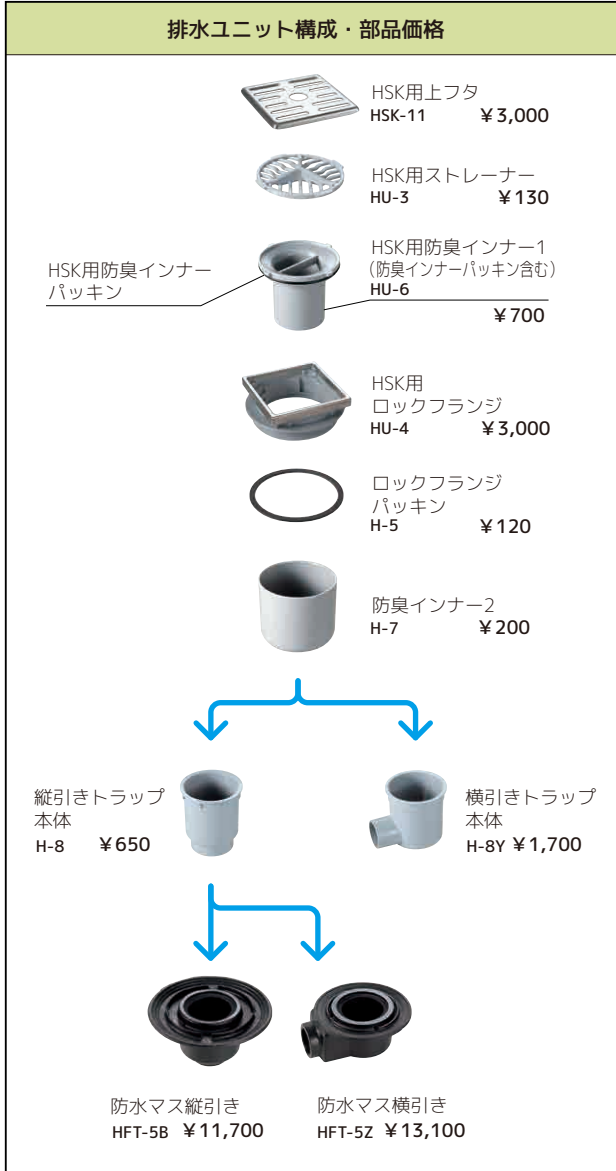 排水ユニット構成・部品価格
HSK用上フタ
HSK-11 ¥3,000
HSK用ストレーナー
HU-3 ¥130
HSK用防臭インナー
パッキン
HSK用防臭インナー1
(防臭インナーパッキン含む)
HU-6
¥700
HSK用
ロックフランジ
HU-4 ¥3,000
ロックフランジ
パッキン
H-5 ¥120
防臭インナー2
H-7 ¥200
縦引きトラップ
本体
H-8 ¥650
横引きトラップ
本体
H-8Y ¥1,700
防水マス縦引き
HFT-5B ¥11,700
防水マス横引き
HFT-5Z ¥13,100